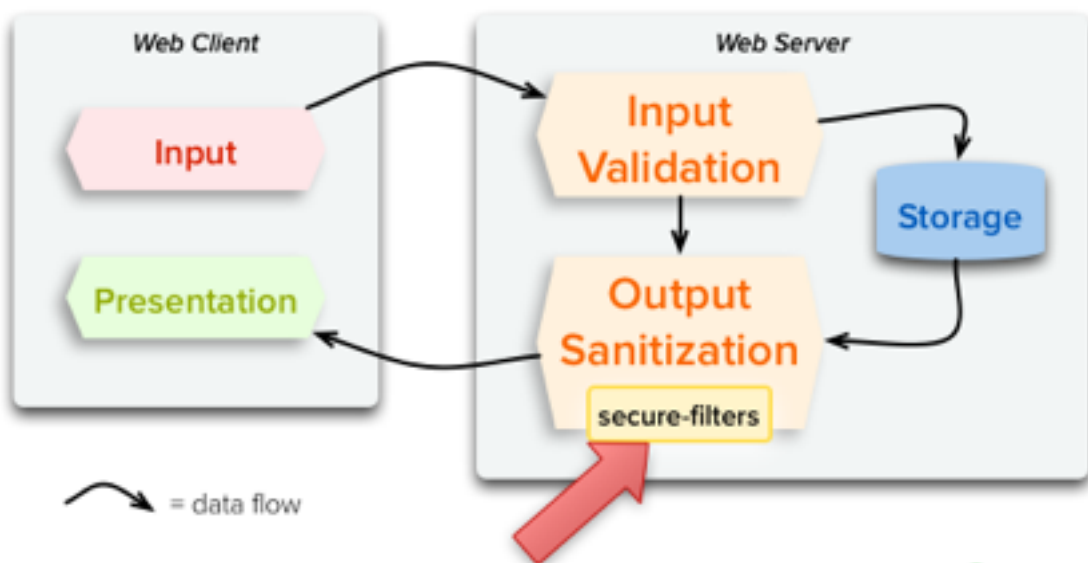 Web Client
Web Server
Input
Input
Validation
Storage
Presentation
Output
Sanitization
secure-filters
= data flow